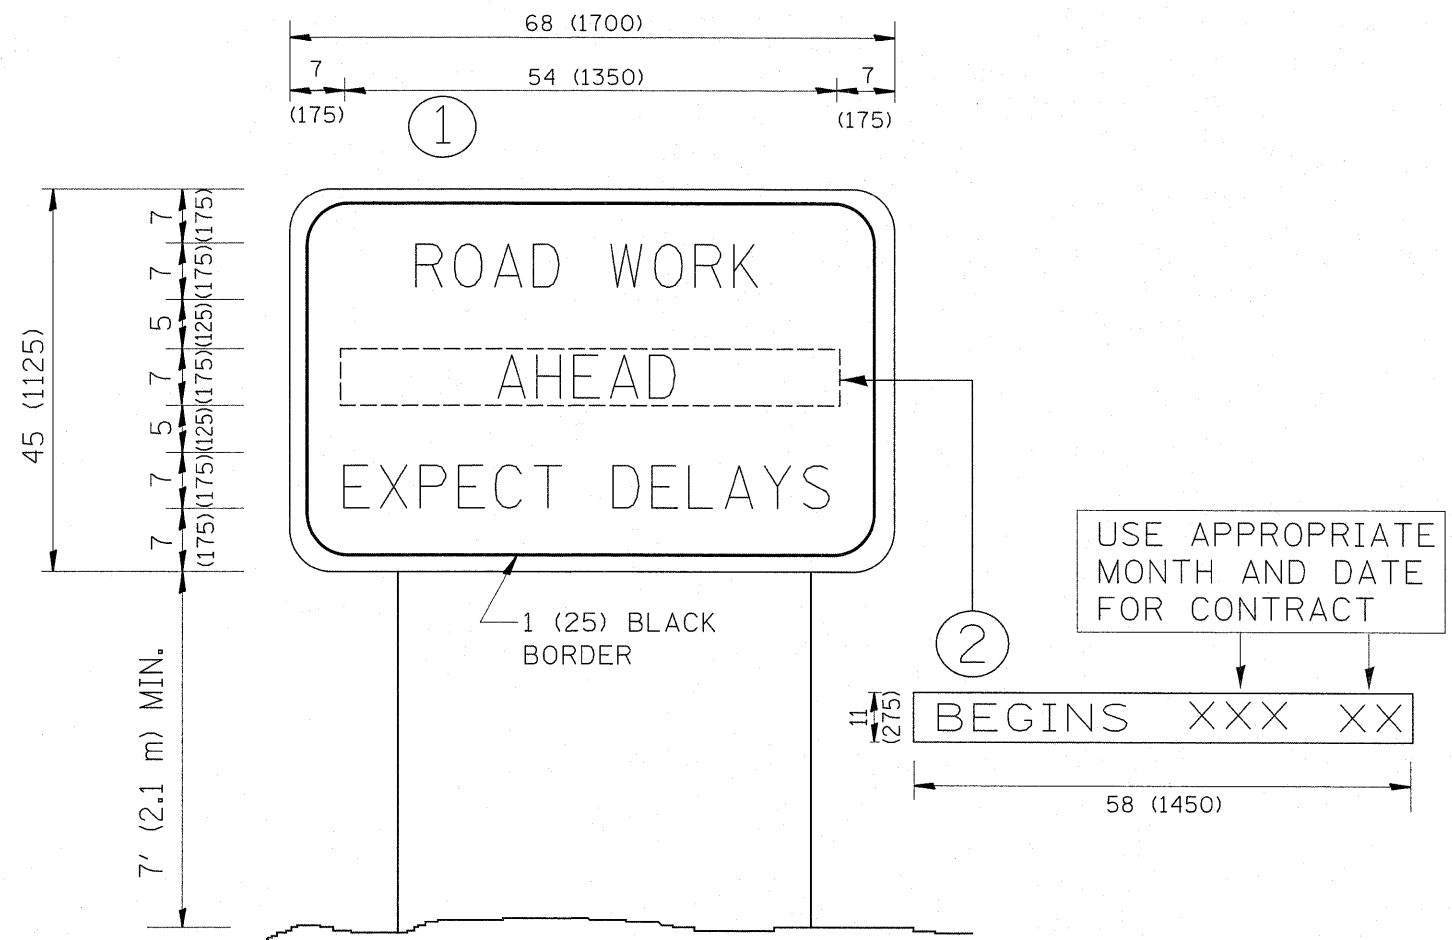 68 (1700)
7 54 (1350) 7
(175) (175)
1
7 (175)
7 (175)
5 (125)
7 (175)
5 (125)
7 (175)
7 (175)
45 (1125)
ROAD WORK
AHEAD
EXPECT DELAYS
1 (25) BLACK
BORDER
7' (2.1 m) MIN.
2
USE APPROPRIATE
MONTH AND DATE
FOR CONTRACT
11
(275)
BEGINS XXX XX
58 (1450)